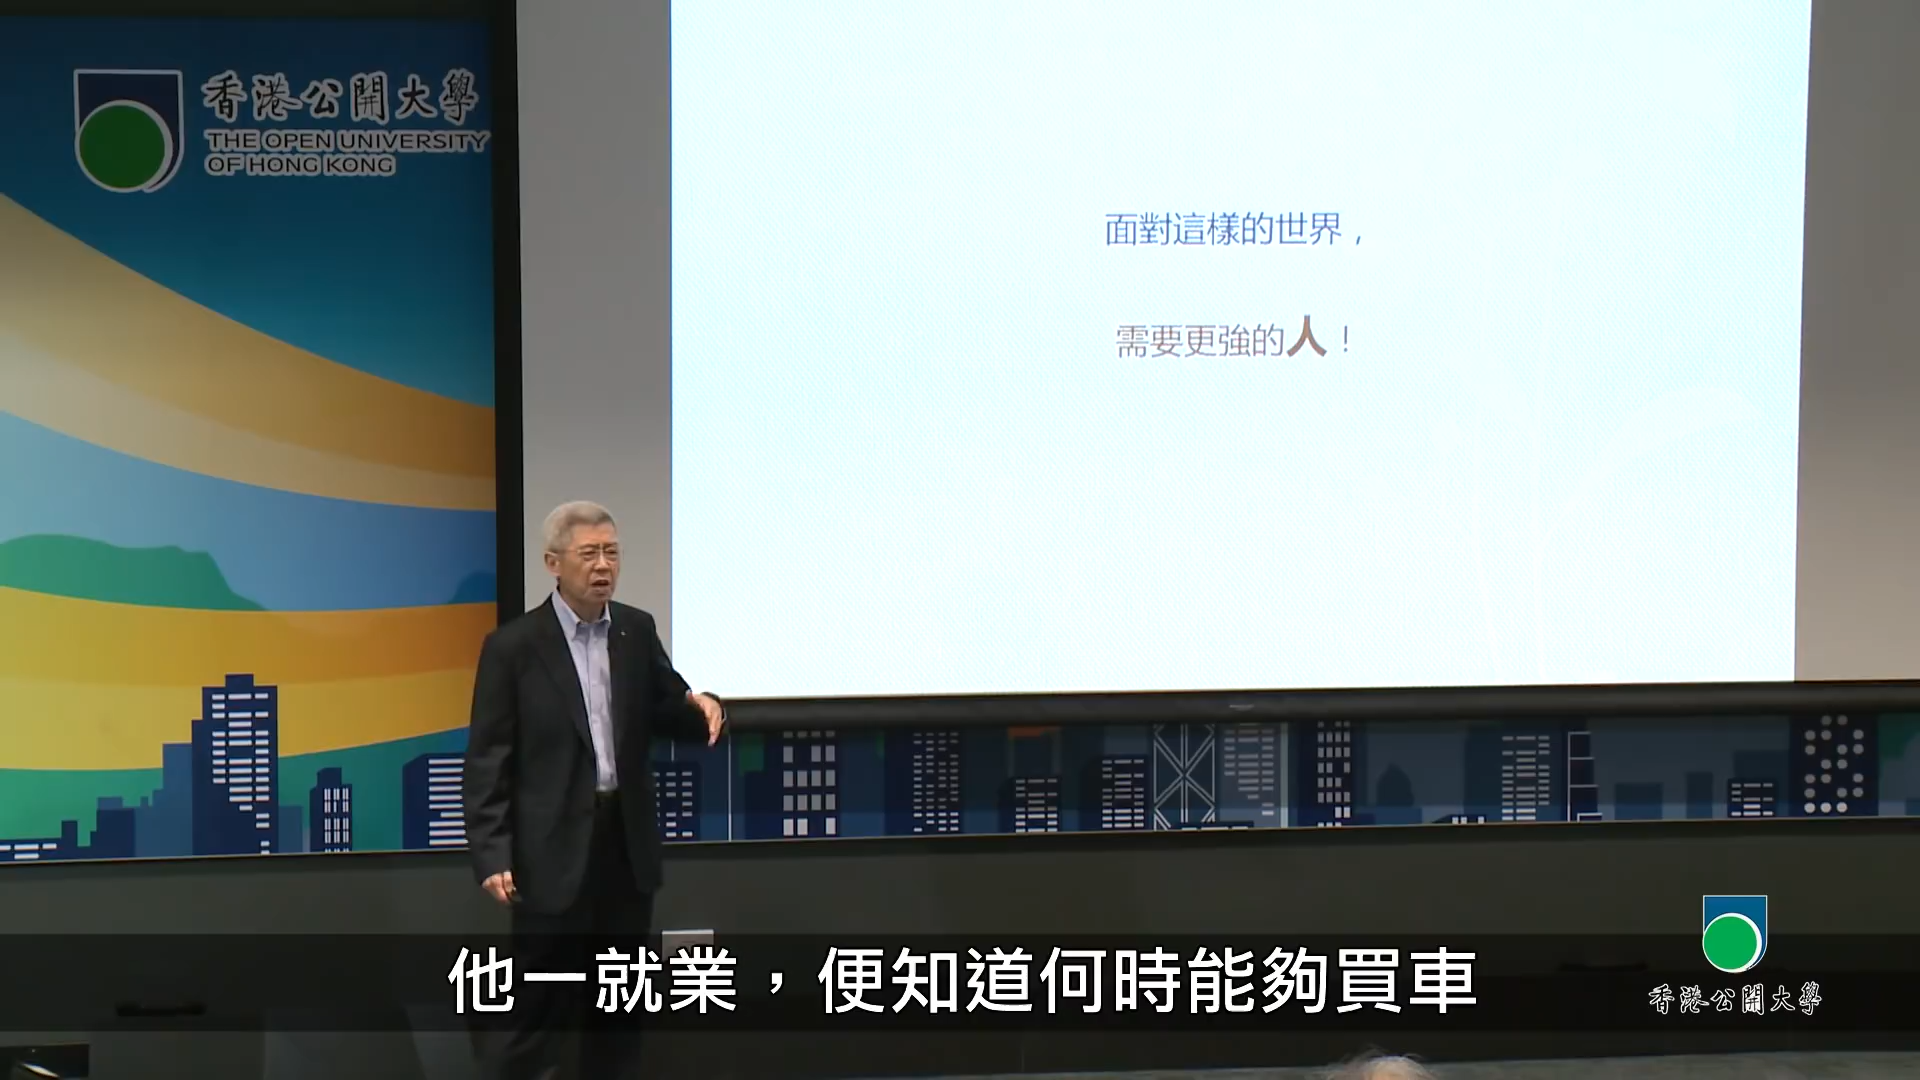 香港公開大學
THE OPEN UNIVERSITY
OF HONG KONG
面對這樣的世界，
需要更強的人！
他一就業，便知道何時能夠買車
香港公開大學